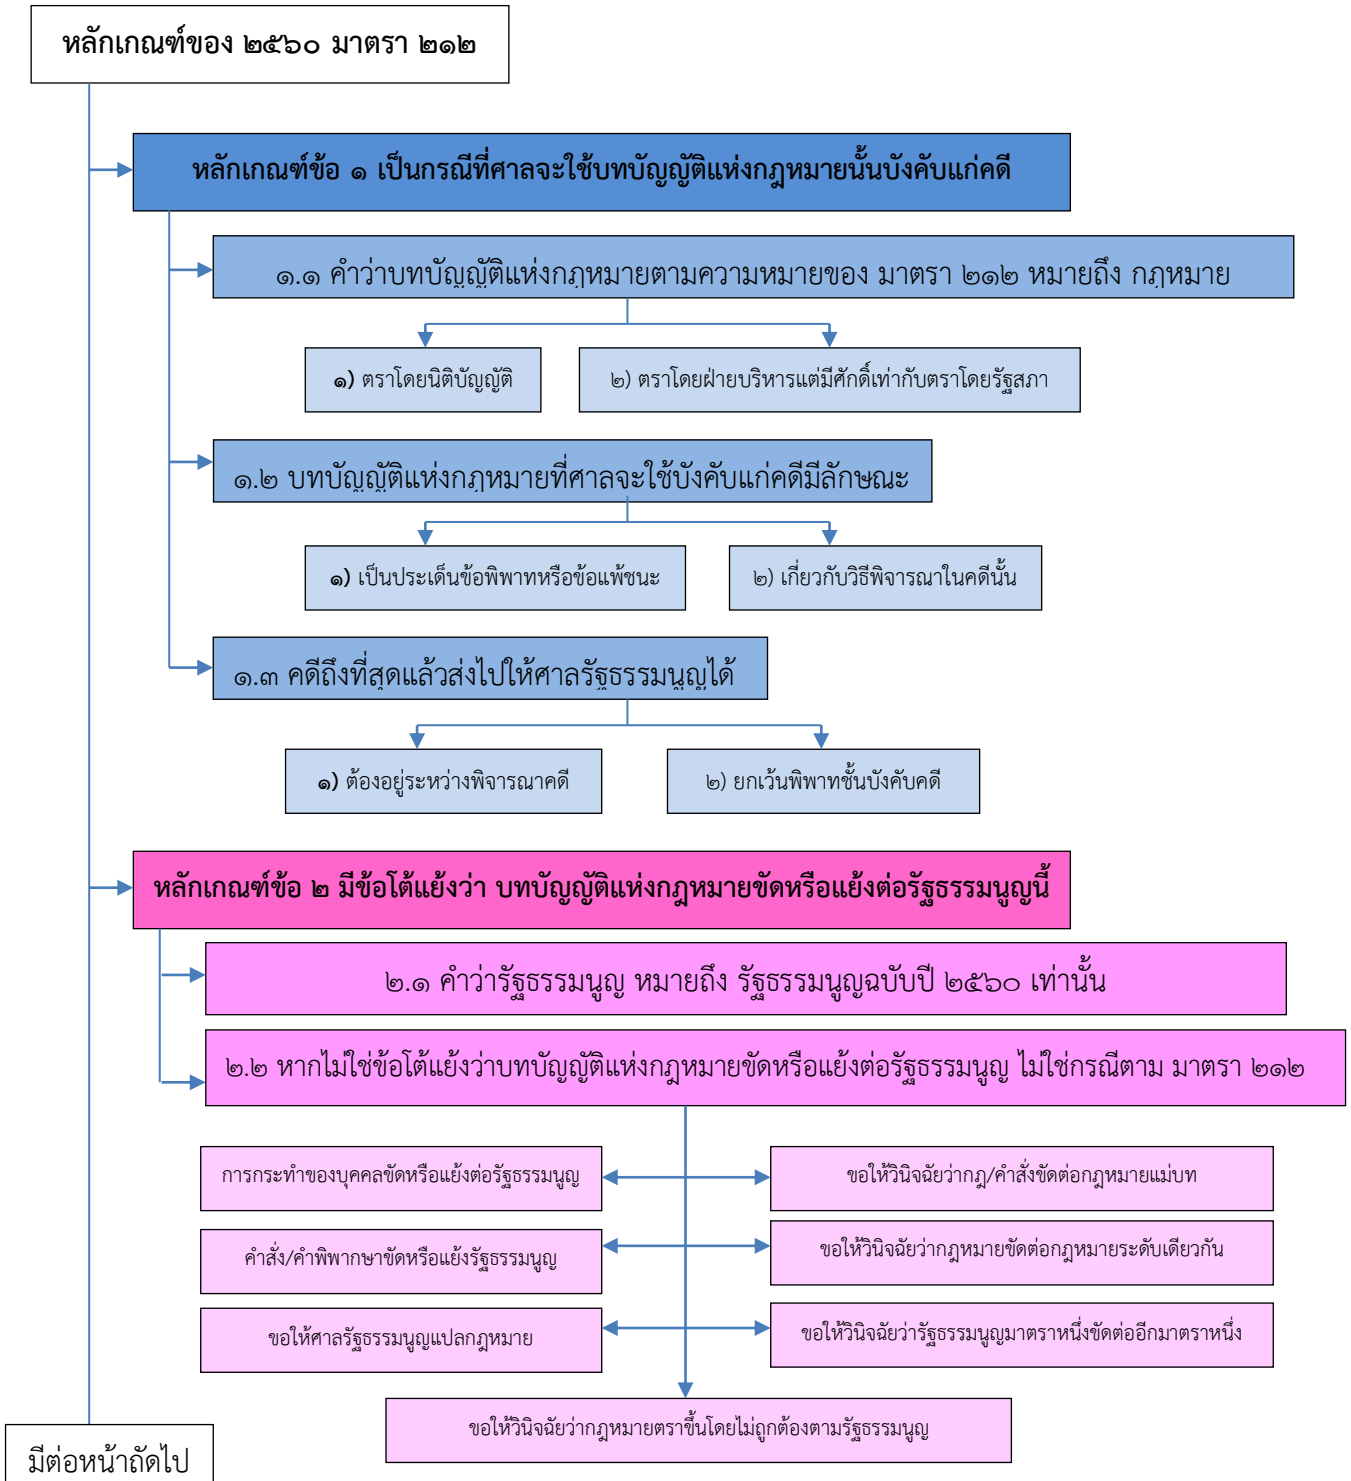 หลักเกณฑ์ของ ๒๕๖๐ มาตรา ๒๑๒
หลักเกณฑ์ข้อ ๑ เป็นกรณีที่ศาลจะใช้บทบัญญัติแห่งกฎหมายนั้นบังคับแก่คดี
๑.๑ คำว่าบทบัญญัติแห่งกฎหมายตามความหมายของ มาตรา ๒๑๒ หมายถึง กฎหมาย
๑) ตราโดยนิติบัญญัติ
๒) ตราโดยฝ่ายบริหารแต่มีศักดิ์เท่ากับตราโดยรัฐสภา
๑.๒ บทบัญญัติแห่งกฎหมายที่ศาลจะใช้บังคับแก่คดีมีลักษณะ
๑) เป็นประเด็นข้อพิพาทหรือข้อแพ้ชนะ
๒) เกี่ยวกับวิธีพิจารณาในคดีนั้น
๑.๓ คดีถึงที่สุดแล้วส่งไปให้ศาลรัฐธรรมนูญได้
๑) ต้องอยู่ระหว่างพิจารณาคดี
๒) ยกเว้นพิพาทชั้นบังคับคดี
หลักเกณฑ์ข้อ ๒ มีข้อโต้แย้งว่า บทบัญญัติแห่งกฎหมายขัดหรือแย้งต่อรัฐธรรมนูญนี้
๒.๑ คำว่ารัฐธรรมนูญ หมายถึง รัฐธรรมนูญฉบับปี ๒๕๖๐ เท่านั้น
๒.๒ หากไม่ใช่ข้อโต้แย้งว่าบทบัญญัติแห่งกฎหมายขัดหรือแย้งต่อรัฐธรรมนูญ ไม่ใช่กรณีตาม มาตรา ๒๑๒
การกระทำของบุคคลขัดหรือแย้งต่อรัฐธรรมนูญ
ขอให้วินิจฉัยว่ากฎ/คำสั่งขัดต่อกฎหมายแม่บท
คำสั่ง/คำพิพากษาขัดหรือแย้งรัฐธรรมนูญ
ขอให้วินิจฉัยว่ากฎหมายขัดต่อกฎหมายระดับเดียวกัน
ขอให้ศาลรัฐธรรมนูญแปลกฎหมาย
ขอให้วินิจฉัยว่ารัฐธรรมนูญมาตราหนึ่งขัดต่ออีกมาตราหนึ่ง
ขอให้วินิจฉัยว่ากฎหมายตราขึ้นโดยไม่ถูกต้องตามรัฐธรรมนูญ
มีต่อหน้าถัดไป